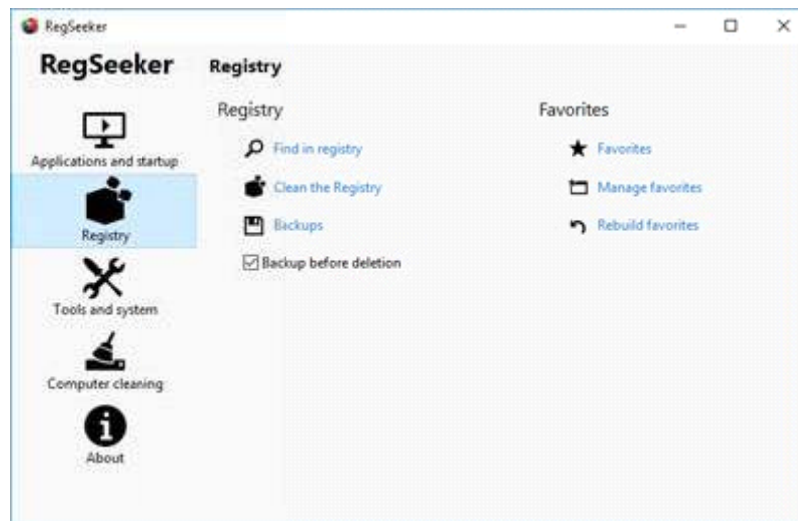 RegSeeker
RegSeeker
Registry
Applications and startup
Registry
Tools and system
Computer cleaning
About
Registry
Find in registry
Clean the Registry
Backups
Backup before deletion
Favorites
Favorites
Manage favorites
Rebuild favorites